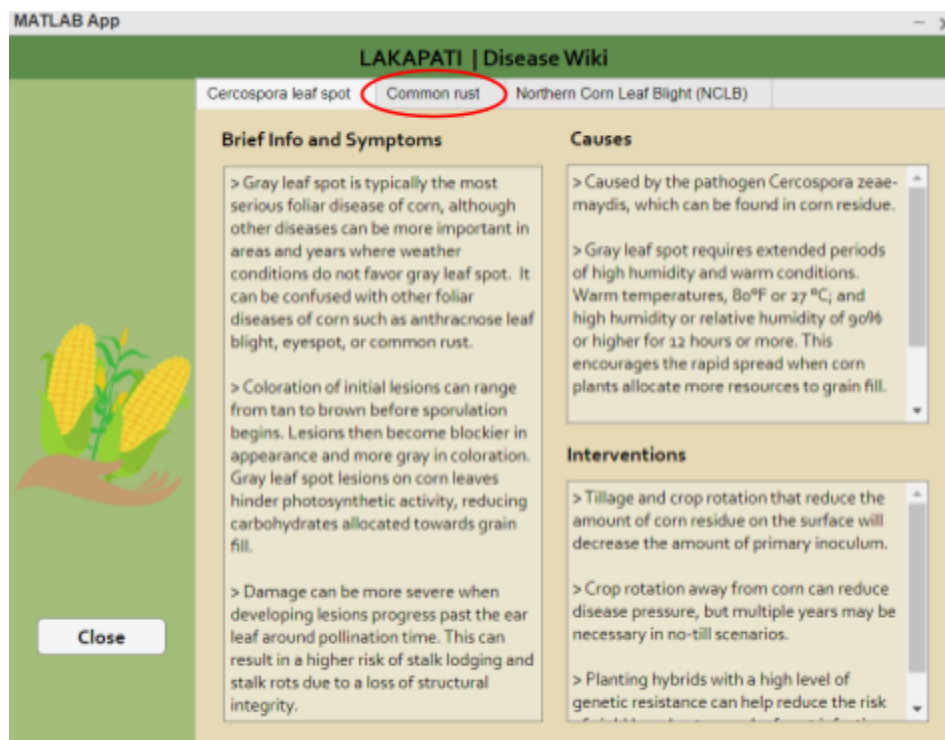 MATLAB App
LAKAPATI | Disease Wiki
Cercospora leaf spot
Common rust
Northern Corn Leaf Blight (NCLB)
Brief Info and Symptoms
> Gray leaf spot is typically the most
serious foliar disease of corn, although
other diseases can be more important in
areas and years where weather
conditions do not favor gray leaf spot. It
can be confused with other foliar
diseases of corn such as anthracnose leaf
blight, eyespot, or common rust.
> Coloration of initial lesions can range
from tan to brown before sporulation
begins. Lesions then become blockier in
appearance and more gray in coloration.
Gray leaf spot lesions on corn leaves
hinder photosynthetic activity, reducing
carbohydrates allocated towards grain
fill.
> Damage can be more severe when
developing lesions progress past the ear
leaf around pollination time. This can
result in a higher risk of stalk lodging and
stalk rots due to a loss of structural
integrity.
Causes
> Caused by the pathogen Cercospora zeae-
maydis, which can be found in corn residue.
> Gray leaf spot requires extended periods
of high humidity and warm conditions.
Warm temperatures, 80ºF or 27 ºC; and
high humidity or relative humidity of 90%
or higher for 12 hours or more. This
encourages the rapid spread when corn
plants allocate more resources to grain fill.
Interventions
> Tillage and crop rotation that reduce the
amount of corn residue on the surface will
decrease the amount of primary inoculum.
> Crop rotation away from corn can reduce
disease pressure, but multiple years may be
necessary in no-till scenarios.
> Planting hybrids with a high level of
genetic resistance can help reduce the risk
Close